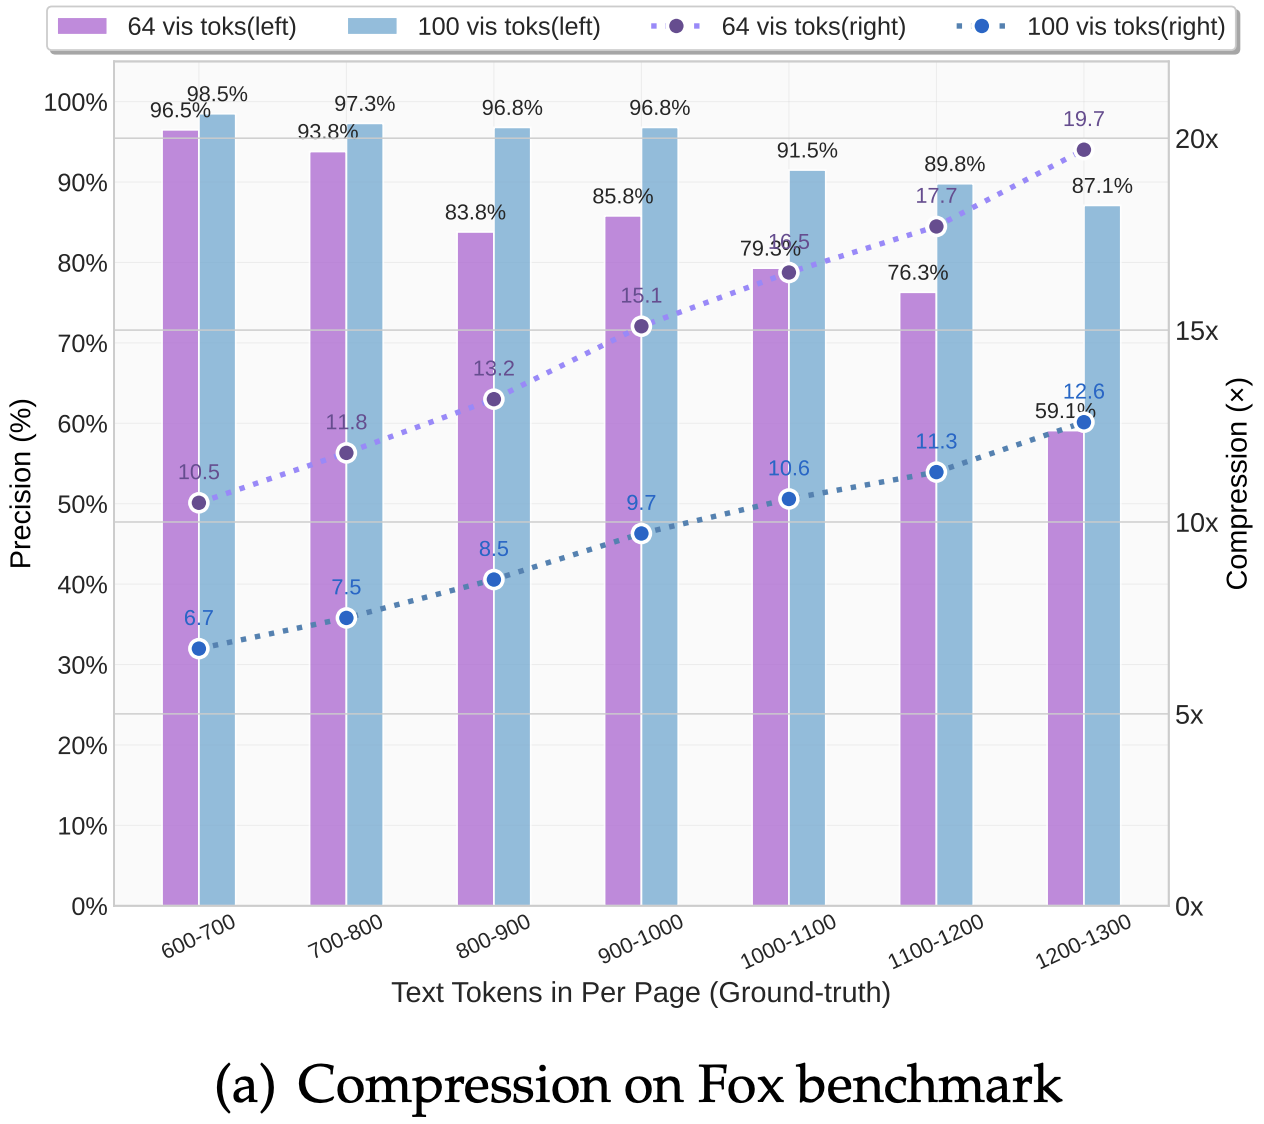 64 vis toks(left) 100 vis toks(left) 64 vis toks(right) 100 vis toks(right)
100%
90%
80%
70%
60%
50%
40%
30%
20%
10%
0%
Precision (%)
96.5% 98.5%
93.8% 97.3%
83.8% 96.8%
85.8% 96.8%
79.3% 91.5%
76.3% 89.8%
59.1% 87.1%
10.5 11.8 13.2 15.1 16.5 17.7 19.7
6.7 7.5 8.5 9.7 10.6 11.3 12.6
20x
15x
10x
5x
0x
Compression (×)
600-700 700-800 800-900 900-1000 1000-1100 1100-1200 1200-1300
Text Tokens in Per Page (Ground-truth)
(a) Compression on Fox benchmark